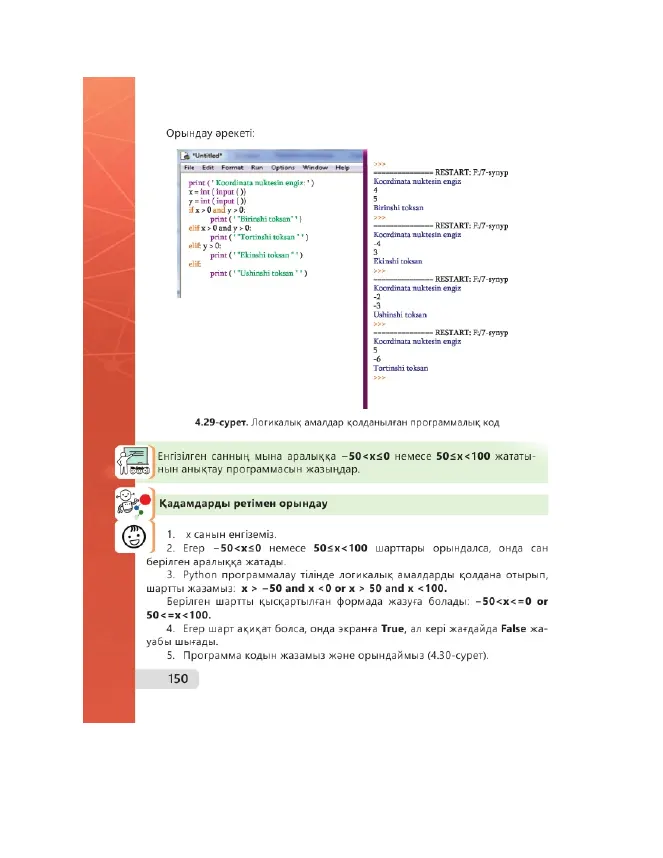 Орындау әрекеті:
*Untitled*
File Edit Format Run Options Window Help
print ( ' Koordinata nuktesin engiz: ' )
x = int ( input ( ))
y = int ( input ( ))
if x > 0 and y > 0:
print ( ' "Birinshi toksan" ' )
elif x > 0 and y > 0:
print ( ' "Tortinshi toksan " ' )
elif: y > 0:
print ( ' "Ekinshi toksan " ' )
elif:
print ( ' "Ushinshi toksan " ' )
>>>
=============== RESTART: F:/7-synyp
Koordinata nuktesin engiz
4
5
Birinshi toksan
>>>
=============== RESTART: F:/7-synyp
Koordinata nuktesin engiz
-4
3
Ekinshi toksan
>>>
=============== RESTART: F:/7-synyp
Koordinata nuktesin engiz
-2
-3
Ushinshi toksan
>>>
=============== RESTART: F:/7-synyp
Koordinata nuktesin engiz
5
-6
Tortinshi toksan
>>>
4.29-сурет. Логикалық амалдар қолданылған программалық код
Енгізілген санның мына аралыққа −50<x≤0 немесе 50≤x<100 жататы-
нын анықтау программасын жазыңдар.
Қадамдарды ретімен орындау
1. x санын енгіземіз.
2. Егер −50<x≤0 немесе 50≤x<100 шарттары орындалса, онда сан
берілген аралыққа жатады.
3. Python программалау тілінде логикалық амалдарды қолдана отырып,
шартты жазамыз: x > −50 and x <0 or x > 50 and x <100.
Берілген шартты қысқартылған формада жазуға болады: −50<x<=0 or
50<=x<100.
4. Егер шарт ақиқат болса, онда экранға True, ал кері жағдайда False жа-
уабы шығады.
5. Программа кодын жазамыз және орындаймыз (4.30-сурет).
150